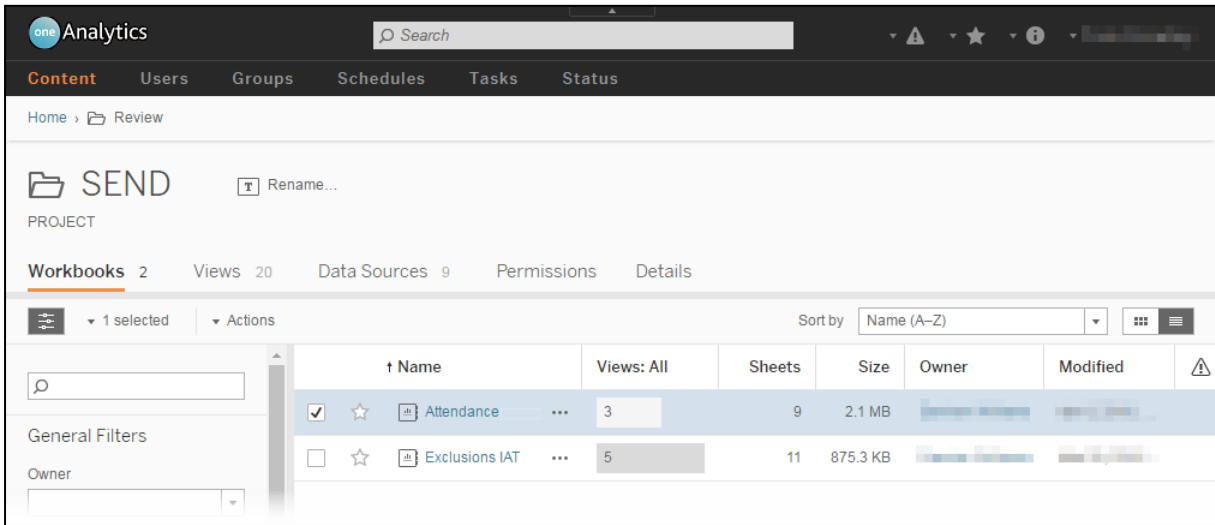 one Analytics
Search
Content Users Groups Schedules Tasks Status
Home › Review
SEND
T Rename...
PROJECT
Workbooks 2 Views 20 Data Sources 9 Permissions Details
1 selected Actions Sort by Name (A–Z)
↑ Name Views: All Sheets Size Owner Modified
Attendance ... 3 9 2.1 MB
General Filters
Exclusions IAT ... 5 11 875.3 KB
Owner